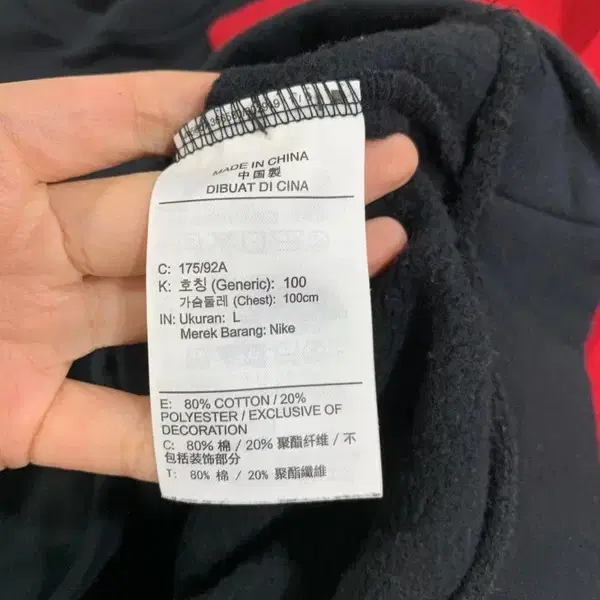 MADE IN CHINA
中国製
DIBUAT DI CINA
C: 175/92A
K: 호칭 (Generic): 100
가슴둘레 (Chest): 100cm
IN: Ukuran: L
Merek Barang: Nike
E: 80% COTTON / 20%
POLYESTER / EXCLUSIVE OF
DECORATION
C: 80% 棉 / 20% 聚酯纤维 / 不
包括装饰部分
T: 80% 棉 / 20% 聚酯纖維